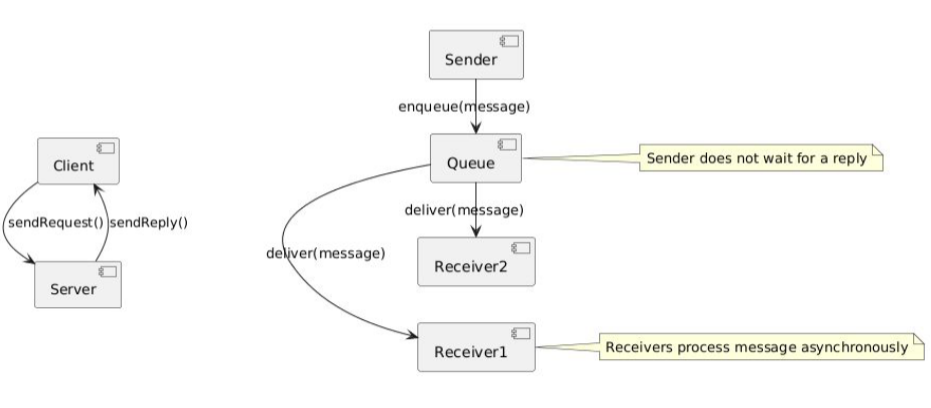 Client
sendRequest()
sendReply()
Server
Sender
enqueue(message)
Queue
Sender does not wait for a reply
deliver(message)
Receiver2
deliver(message)
Receiver1
Receivers process message asynchronously